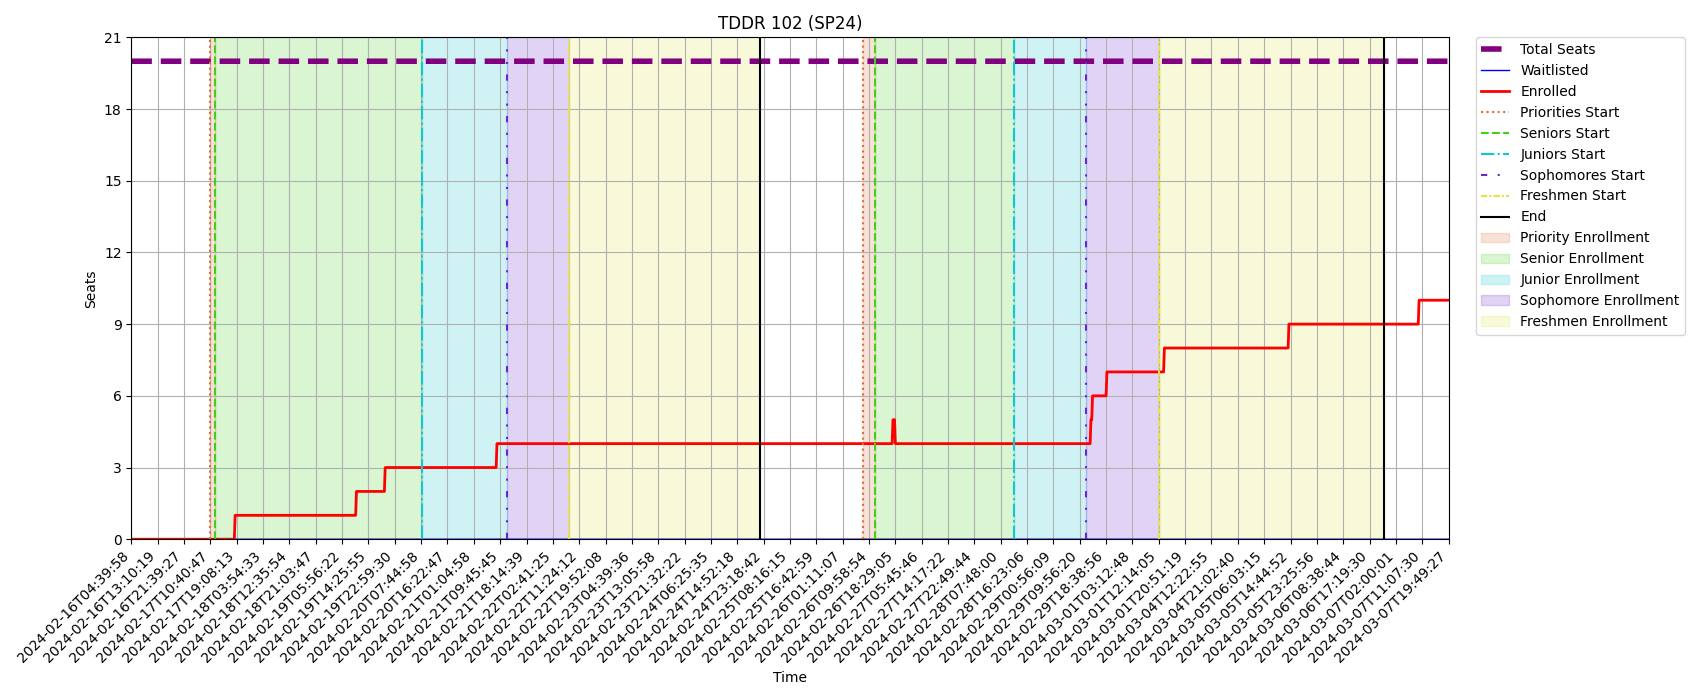 TDDR 102 (SP24)
21
18
15
12
9
6
3
0
Seats
2024-02-16T04:39:58
2024-02-16T13:10:19
2024-02-16T21:39:27
2024-02-17T10:40:47
2024-02-17T19:08:13
2024-02-18T03:54:33
2024-02-18T12:35:54
2024-02-18T21:03:47
2024-02-19T05:56:22
2024-02-19T14:25:55
2024-02-19T22:59:30
2024-02-20T07:44:58
2024-02-20T16:22:47
2024-02-21T01:04:58
2024-02-21T09:45:45
2024-02-21T18:14:39
2024-02-22T02:41:25
2024-02-22T11:24:12
2024-02-22T19:52:08
2024-02-23T04:39:36
2024-02-23T13:05:58
2024-02-23T21:32:22
2024-02-24T06:25:35
2024-02-24T14:52:18
2024-02-24T23:18:42
2024-02-25T08:16:15
2024-02-25T16:42:59
2024-02-26T01:11:07
2024-02-26T09:58:54
2024-02-26T18:29:05
2024-02-27T05:45:46
2024-02-27T14:17:22
2024-02-27T22:49:44
2024-02-28T07:48:00
2024-02-28T16:23:06
2024-02-29T00:56:09
2024-02-29T09:56:20
2024-02-29T18:38:56
2024-03-01T03:12:48
2024-03-01T12:14:05
2024-03-01T20:51:19
2024-03-04T12:22:55
2024-03-04T21:02:40
2024-03-05T06:03:15
2024-03-05T14:44:52
2024-03-05T23:25:56
2024-03-06T08:38:44
2024-03-06T17:19:30
2024-03-07T02:00:01
2024-03-07T11:07:30
2024-03-07T19:49:27
Time
Total Seats
Waitlisted
Enrolled
Priorities Start
Seniors Start
Juniors Start
Sophomores Start
Freshmen Start
End
Priority Enrollment
Senior Enrollment
Junior Enrollment
Sophomore Enrollment
Freshmen Enrollment